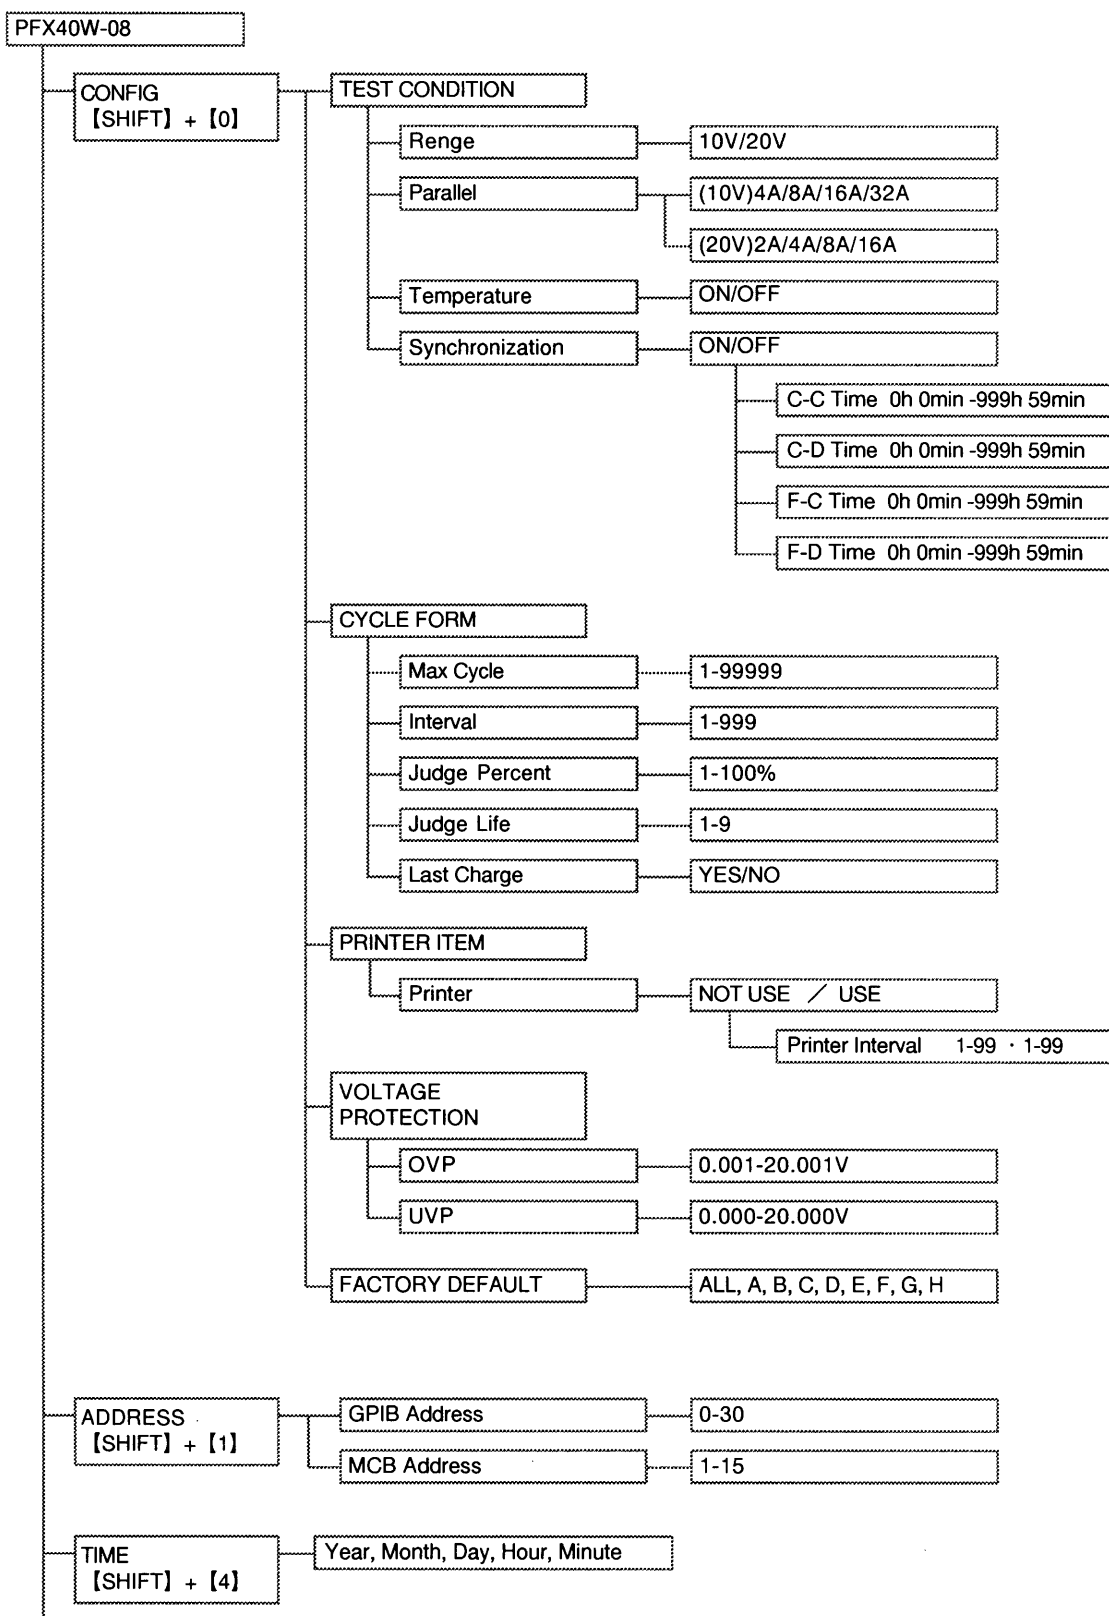 PFX40W-08
CONFIG
【SHIFT】 + 【0】
TEST CONDITION
Renge
10V/20V
Parallel
(10V)4A/8A/16A/32A
(20V)2A/4A/8A/16A
Temperature
ON/OFF
Synchronization
ON/OFF
C-C Time 0h 0min -999h 59min
C-D Time 0h 0min -999h 59min
F-C Time 0h 0min -999h 59min
F-D Time 0h 0min -999h 59min
CYCLE FORM
Max Cycle
1-99999
Interval
1-999
Judge Percent
1-100%
Judge Life
1-9
Last Charge
YES/NO
PRINTER ITEM
Printer
NOT USE ／ USE
Printer Interval 1-99 · 1-99
VOLTAGE
PROTECTION
OVP
0.001-20.001V
UVP
0.000-20.000V
FACTORY DEFAULT
ALL, A, B, C, D, E, F, G, H
ADDRESS
【SHIFT】 + 【1】
GPIB Address
0-30
MCB Address
1-15
TIME
【SHIFT】 + 【4】
Year, Month, Day, Hour, Minute